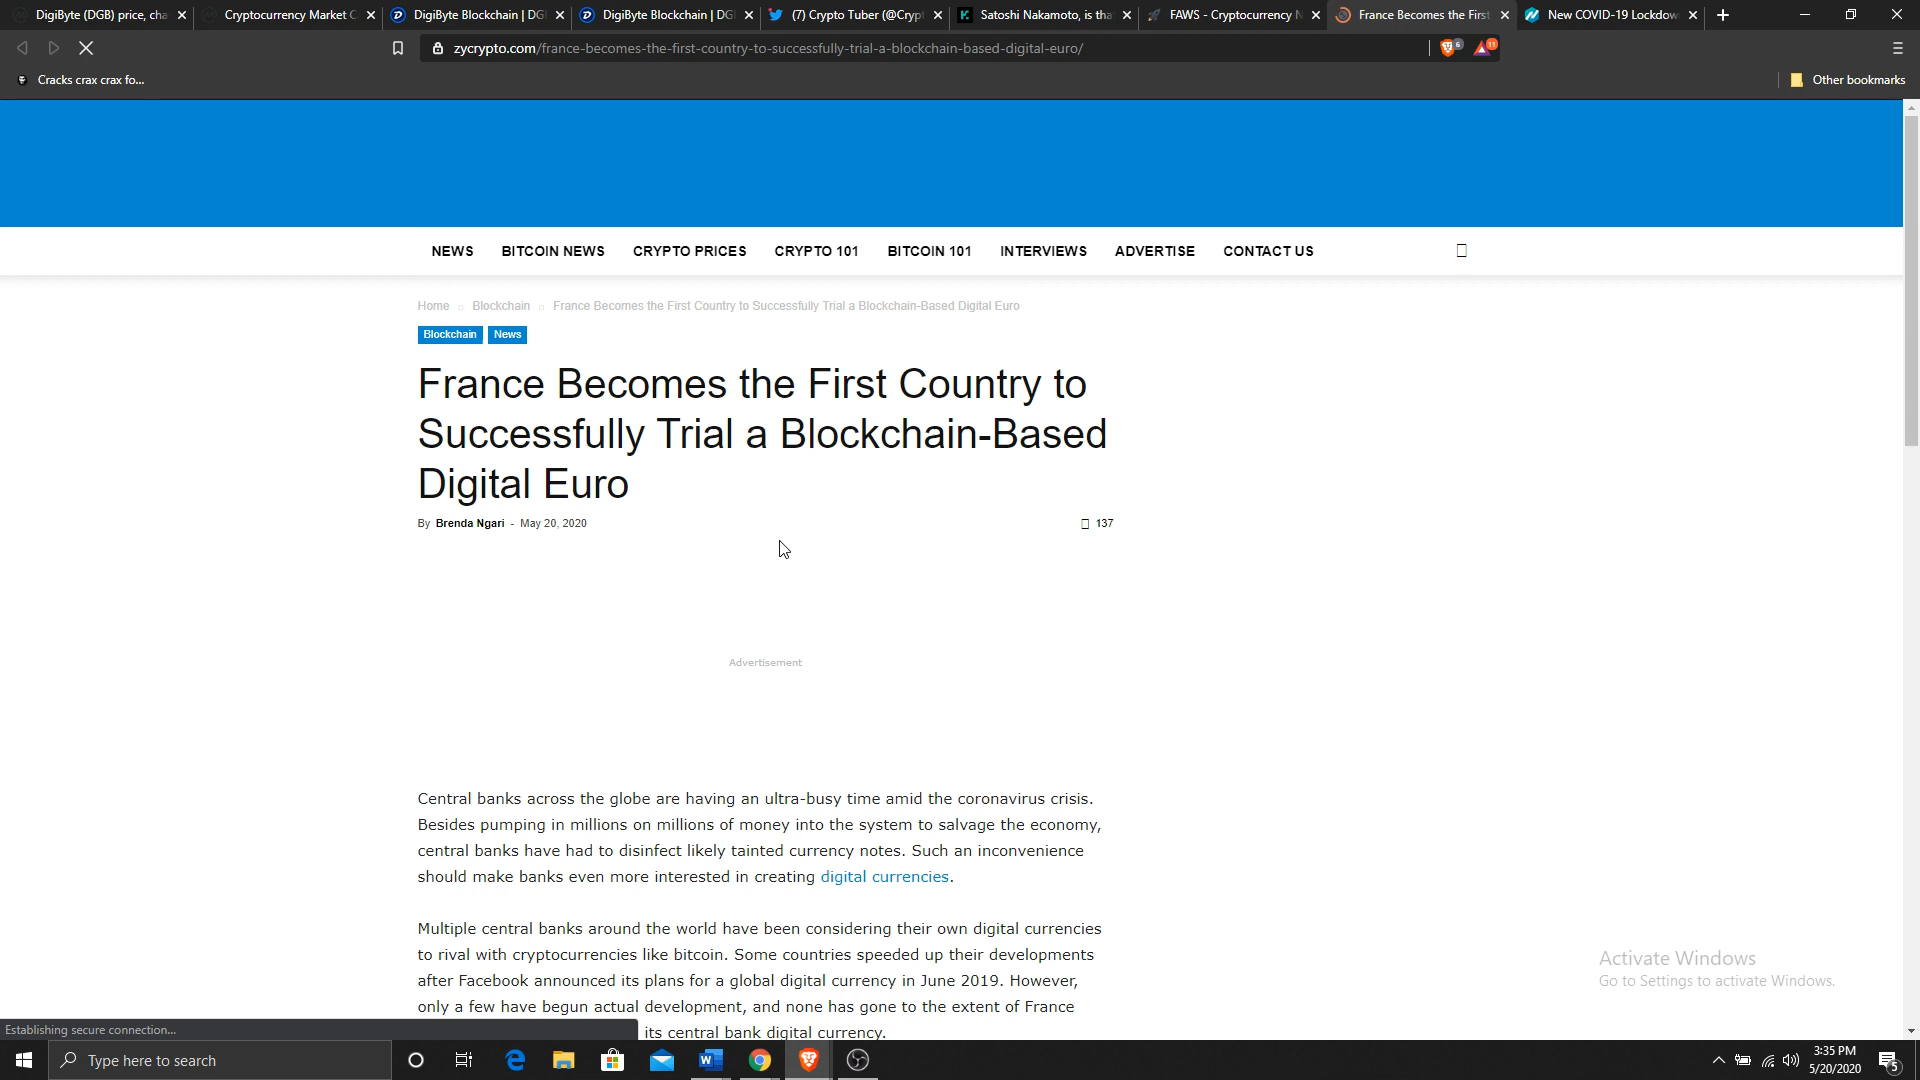 DigiByte (DGB) price, cha
Cryptocurrency Market C
DigiByte Blockchain | DG
DigiByte Blockchain | DG
(7) Crypto Tuber (@Cryp
Satoshi Nakamoto, is tha
FAWS - Cryptocurrency N
France Becomes the First
New COVID-19 Lockdow
zycrypto.com/france-becomes-the-first-country-to-successfully-trial-a-blockchain-based-digital-euro/
6
11
Cracks crax crax fo...
Other bookmarks
NEWS BITCOIN NEWS CRYPTO PRICES CRYPTO 101 BITCOIN 101 INTERVIEWS ADVERTISE CONTACT US
Home Blockchain France Becomes the First Country to Successfully Trial a Blockchain-Based Digital Euro
Blockchain News
France Becomes the First Country to
Successfully Trial a Blockchain-Based
Digital Euro
By Brenda Ngari - May 20, 2020
137
Advertisement
Central banks across the globe are having an ultra-busy time amid the coronavirus crisis.
Besides pumping in millions on millions of money into the system to salvage the economy,
central banks have had to disinfect likely tainted currency notes. Such an inconvenience
should make banks even more interested in creating digital currencies.
Multiple central banks around the world have been considering their own digital currencies
to rival with cryptocurrencies like bitcoin. Some countries speeded up their developments
after Facebook announced its plans for a global digital currency in June 2019. However,
only a few have begun actual development, and none has gone to the extent of France
its central bank digital currency.
Activate Windows
Go to Settings to activate Windows.
Establishing secure connection...
Type here to search
3:35 PM
5/20/2020
5